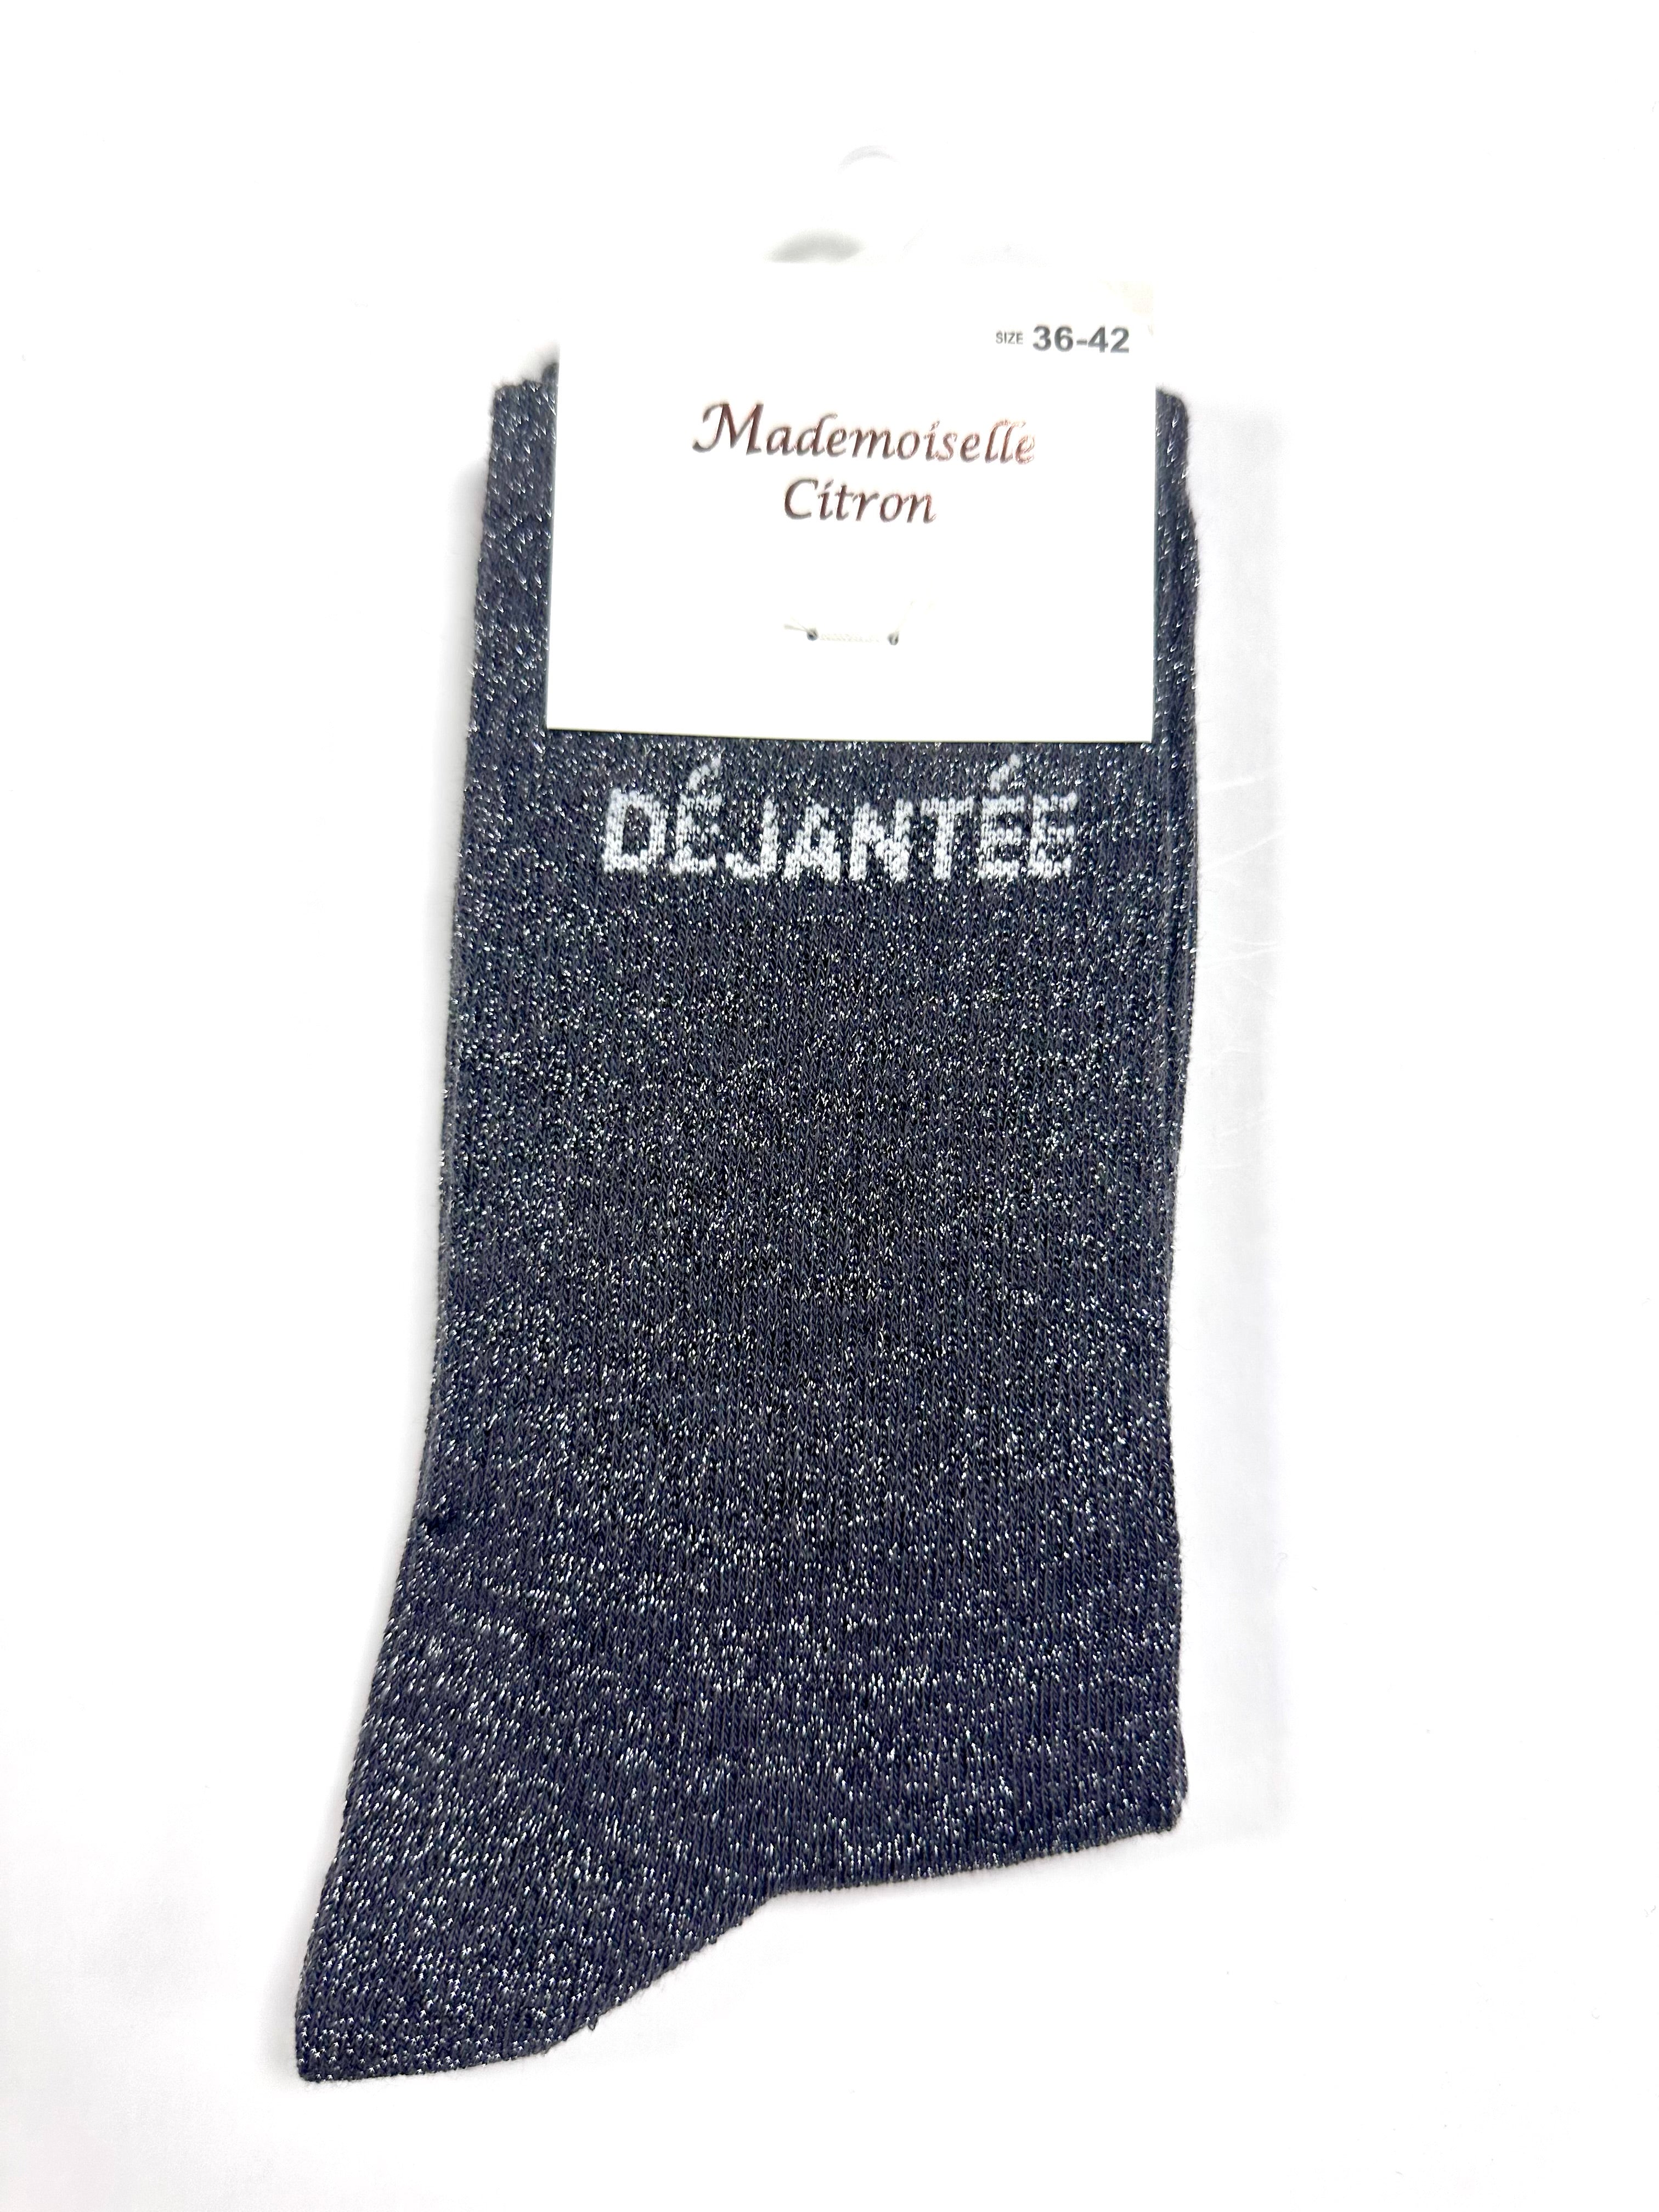 SIZE 36-42
Mademoiselle
Citron
DÉJANTÉE